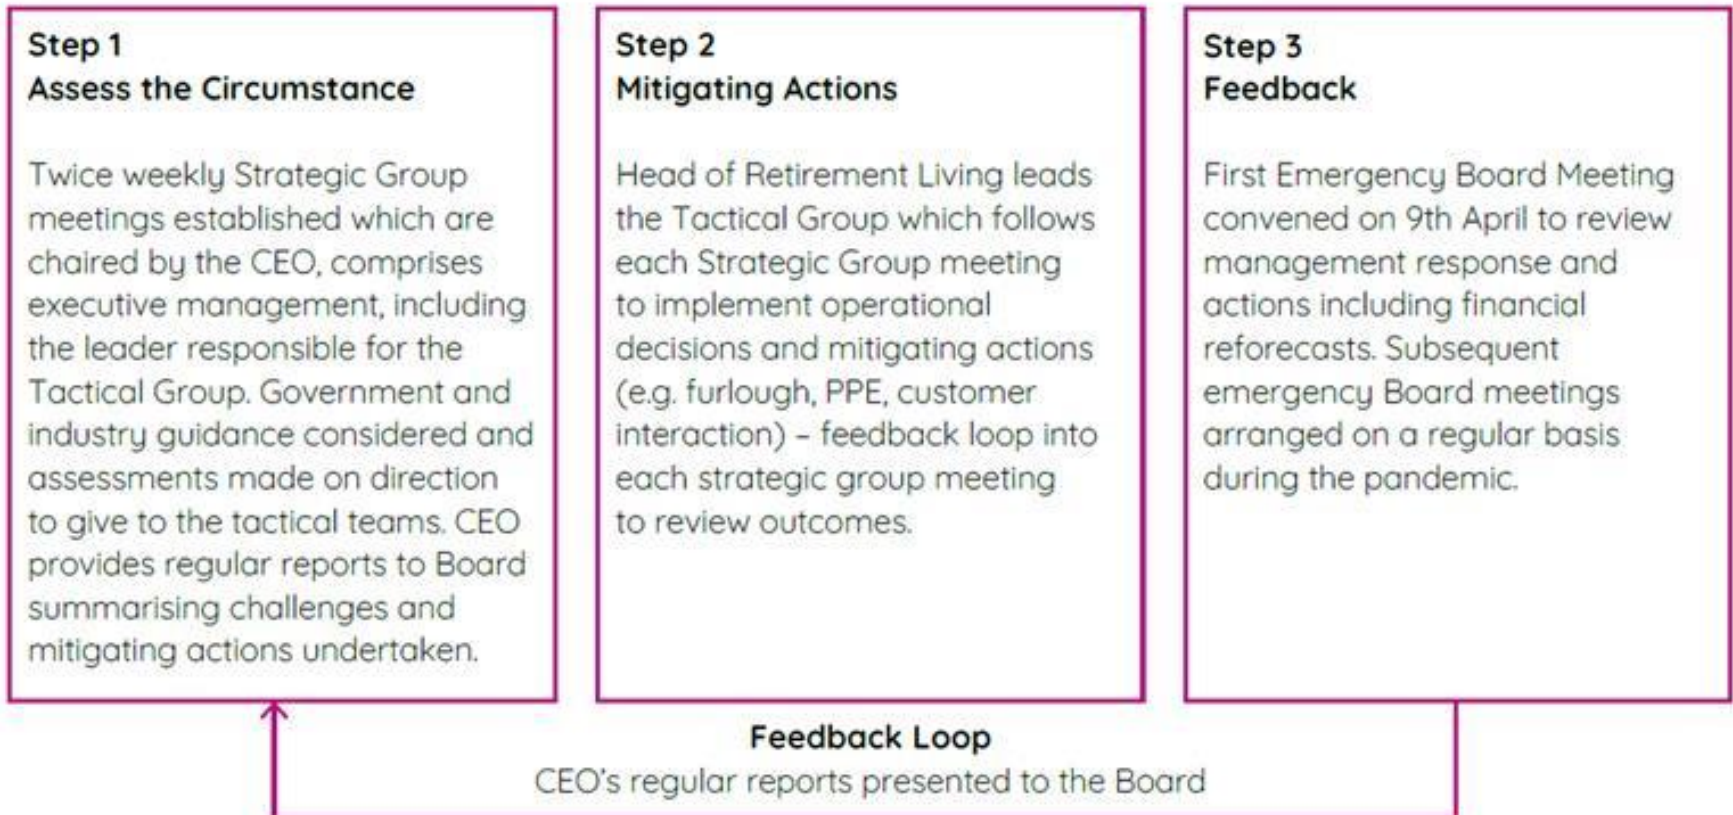 Step 1
Assess the Circumstance
Twice weekly Strategic Group
meetings established which are
chaired by the CEO, comprises
executive management, including
the leader responsible for the
Tactical Group. Government and
industry guidance considered and
assessments made on direction
to give to the tactical teams. CEO
provides regular reports to Board
summarising challenges and
mitigating actions undertaken.
Step 2
Mitigating Actions
Head of Retirement Living leads
the Tactical Group which follows
each Strategic Group meeting
to implement operational
decisions and mitigating actions
(e.g. furlough, PPE, customer
interaction) – feedback loop into
each strategic group meeting
to review outcomes.
Step 3
Feedback
First Emergency Board Meeting
convened on 9th April to review
management response and
actions including financial
reforecasts. Subsequent
emergency Board meetings
arranged on a regular basis
during the pandemic.
Feedback Loop
CEO's regular reports presented to the Board